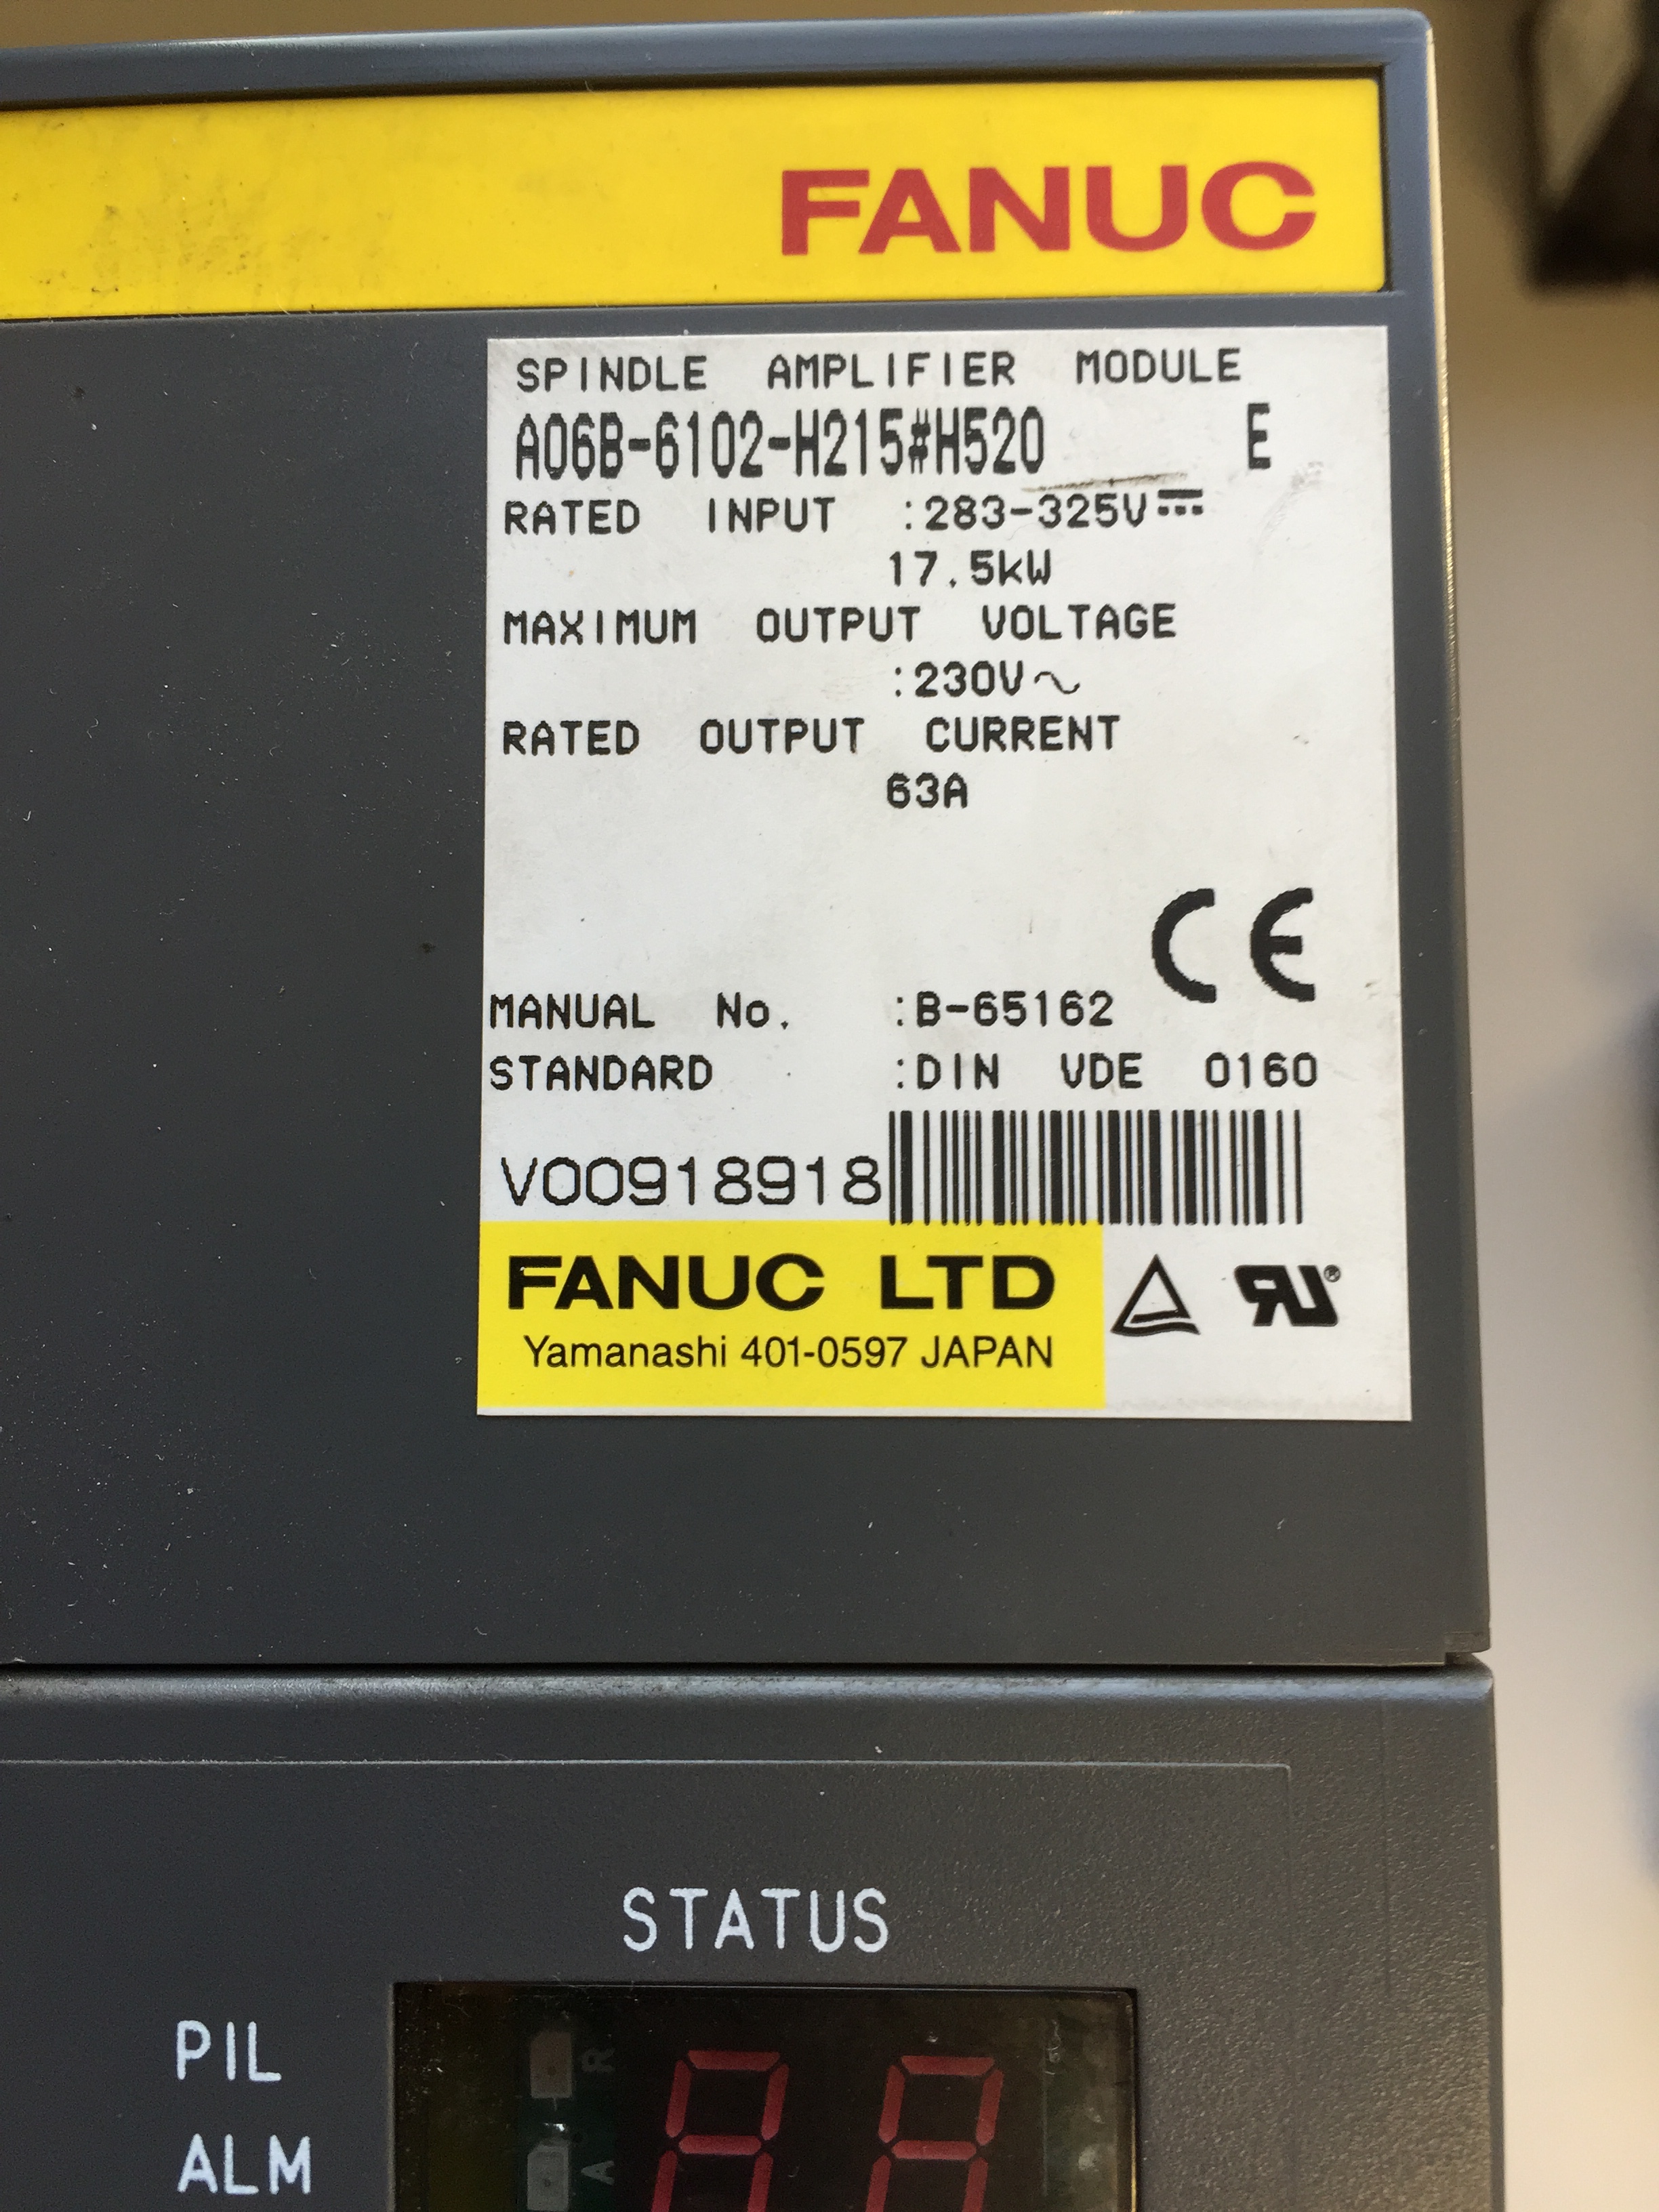 FANUC
SPINDLE AMPLIFIER MODULE
A06B-6102-H215#H520 E
RATED INPUT :283-325V⎓
17.5kW
MAXIMUM OUTPUT VOLTAGE
:230V～
RATED OUTPUT CURRENT
63A
CE
MANUAL No. :B-65162
STANDARD :DIN VDE 0160
V00918918
FANUC LTD
Yamanashi 401-0597 JAPAN
RU®
STATUS
PIL
R
ALM
A